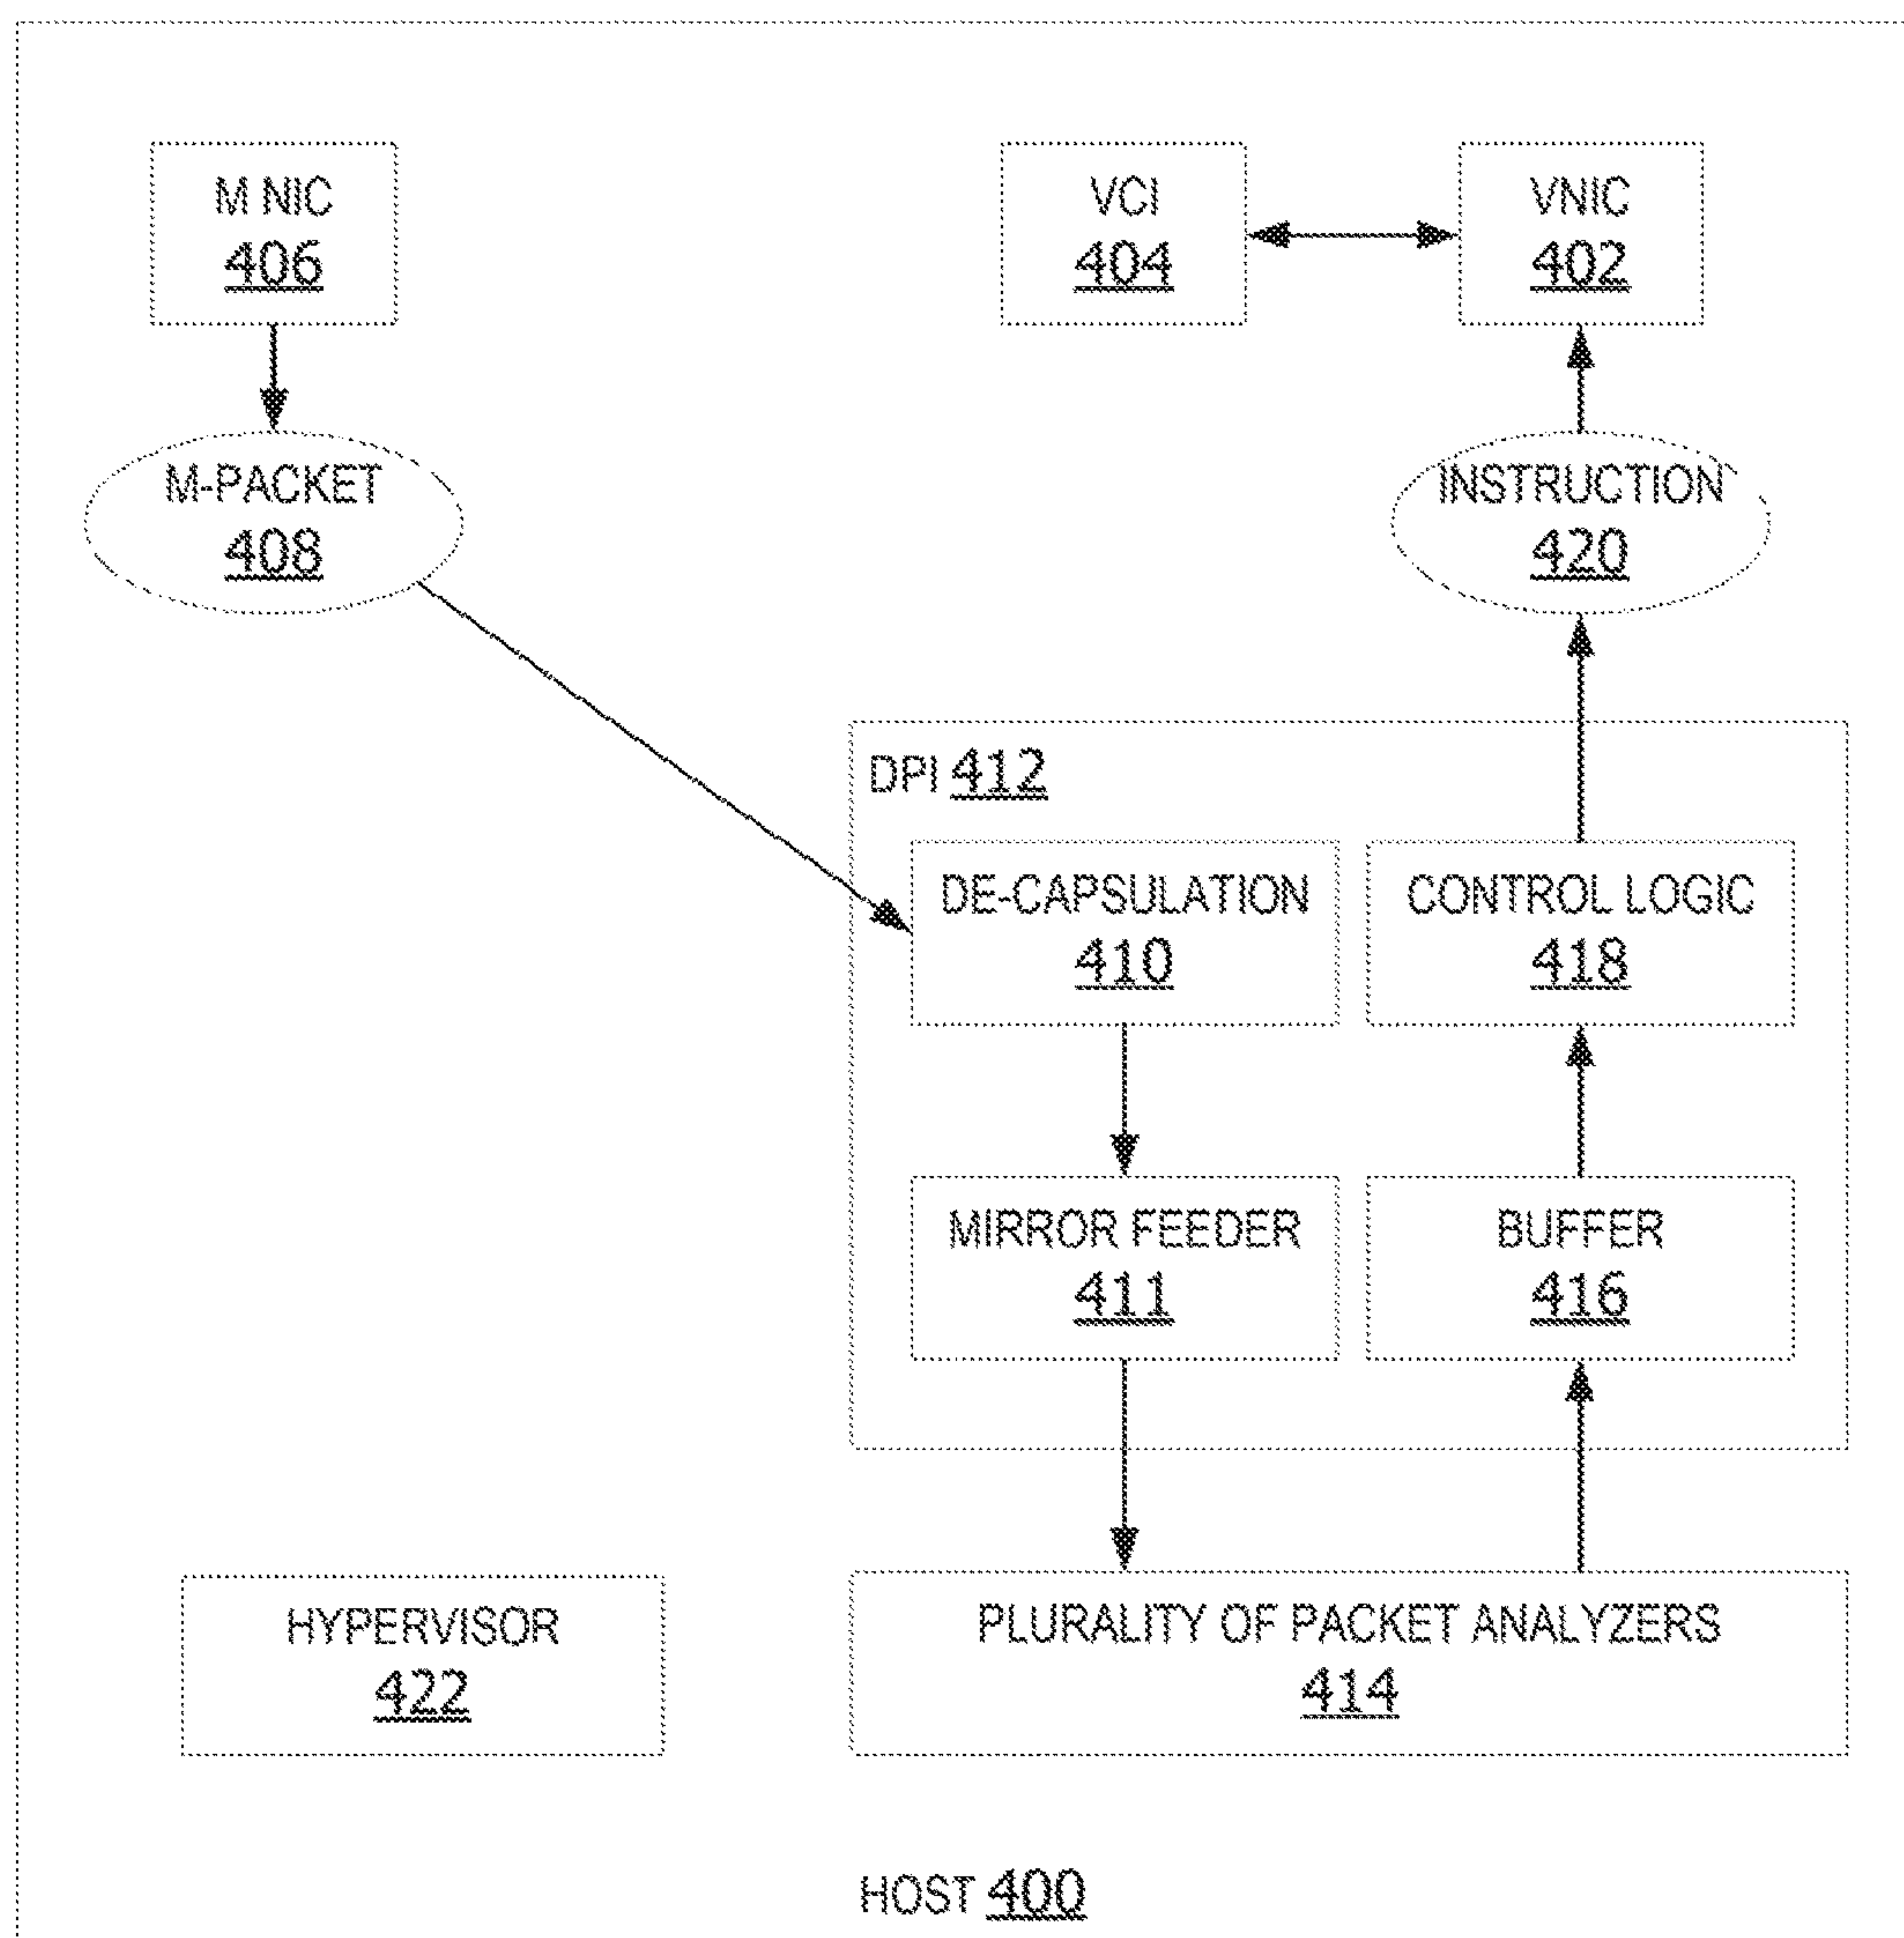 M NIC
406
VCI
404
VNIC
402
M-PACKET
408
INSTRUCTION
420
DPI 412
DE-CAPSULATION
410
CONTROL LOGIC
418
MIRROR FEEDER
411
BUFFER
416
HYPERVISOR
422
PLURALITY OF PACKET ANALYZERS
414
HOST 400